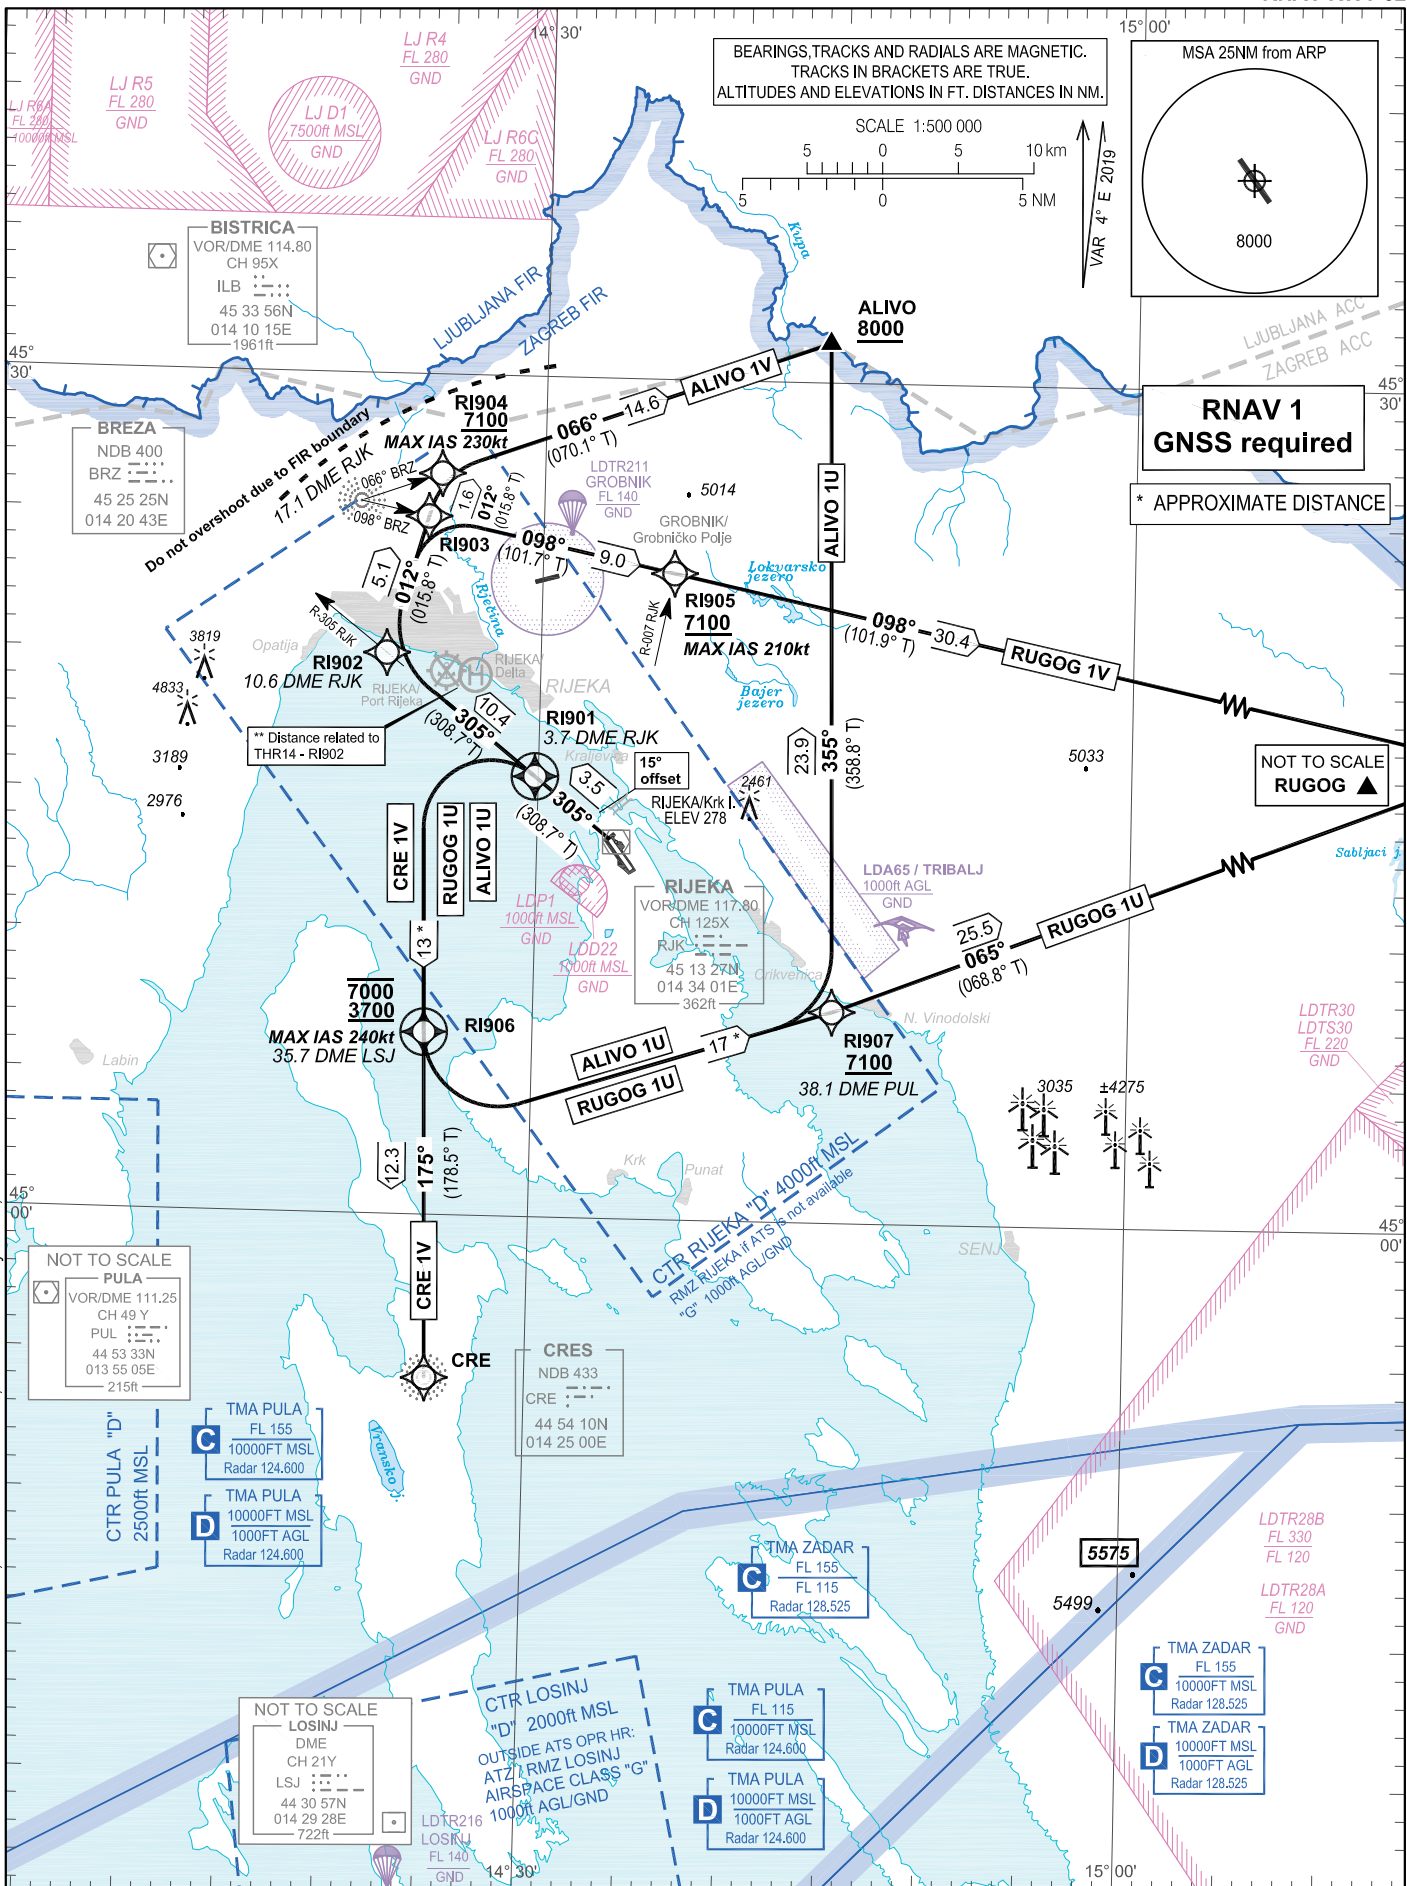 14° 30'
15° 00'
LJ R4
FL 280
GND
LJ R5
FL 280
GND
LJ R6A
FL 280
10000ft MSL
LJ D1
7500ft MSL
GND
LJ R6C
FL 280
GND
BEARINGS,TRACKS AND RADIALS ARE MAGNETIC.
TRACKS IN BRACKETS ARE TRUE.
ALTITUDES AND ELEVATIONS IN FT. DISTANCES IN NM.
SCALE 1:500 000
5 0 5 10 km
5 0 5 NM
VAR 4° E 2019
MSA 25NM from ARP
8000
BISTRICA
VOR/DME 114.80
CH 95X
ILB
45 33 56N
014 10 15E
1961ft
LJUBLJANA FIR
ZAGREB FIR
Kupa
ALIVO
8000
LJUBLJANA ACC
ZAGREB ACC
45°
30'
45°
30'
RNAV 1
GNSS required
* APPROXIMATE DISTANCE
BREZA
NDB 400
BRZ
45 25 25N
014 20 43E
Do not overshoot due to FIR boundary
17.1 DME RJK
RI904
7100
MAX IAS 230kt
066° BRZ
098° BRZ
066°
(070.1° T)
14.6
ALIVO 1V
1.6
012°
(015.8° T)
RI903
LDTR211
GROBNIK
FL 140
GND
5014
GROBNIK/
Grobničko Polje
098°
(101.7° T)
9.0
RI905
7100
MAX IAS 210kt
R-007 RJK
Lokvarsko
jezero
Bajer
jezero
098°
(101.9° T)
30.4
RUGOG 1V
ALIVO 1U
5.1
012°
(015.8° T)
Rječina
R-305 RJK
Opatija
3819
4833
3189
2976
RI902
10.6 DME RJK
RIJEKA/
Port Rijeka
RIJEKA/
Delta
RIJEKA
** Distance related to
THR14 - RI902
10.4
305°
(308.7° T)
RI901
3.7 DME RJK
Kraljevica
15°
offset
3.5
305°
(308.7° T)
RIJEKA/Krk I.
ELEV 278
2461
23.9
355°
(358.8° T)
5033
NOT TO SCALE
RUGOG
Sabljaci j.
CRE 1V
RUGOG 1U
ALIVO 1U
13 *
LDP1
1000ft MSL
GND
LDD22
1000ft MSL
GND
RIJEKA
VOR/DME 117.80
CH 125X
RJK
45 13 27N
014 34 01E
362ft
Crikvenica
LDA65 / TRIBALJ
1000ft AGL
GND
25.5
065°
(068.8° T)
RUGOG 1U
7000
3700
MAX IAS 240kt
35.7 DME LSJ
RI906
ALIVO 1U
RUGOG 1U
17 *
RI907
7100
38.1 DME PUL
N. Vinodolski
LDTR30
LDTS30
FL 220
GND
3035
±4275
Labin
12.3
175°
(178.5° T)
Krk
Punat
CTR RIJEKA "D" 4000ft MSL
RMZ RIJEKA if ATS is not available
"G" 1000ft AGL/GND
45°
00'
45°
00'
SENJ
NOT TO SCALE
PULA
VOR/DME 111.25
CH 49 Y
PUL
44 53 33N
013 55 05E
215ft
CRE 1V
CRE
CRES
NDB 433
CRE
44 54 10N
014 25 00E
CTR PULA "D"
2500ft MSL
TMA PULA
C
FL 155
10000FT MSL
Radar 124.600
TMA PULA
D
10000FT MSL
1000FT AGL
Radar 124.600
Vransko j.
TMA ZADAR
C
FL 155
FL 115
Radar 128.525
5575
5499
LDTR28B
FL 330
FL 120
LDTR28A
FL 120
GND
TMA ZADAR
C
FL 155
10000FT MSL
Radar 128.525
TMA ZADAR
D
10000FT MSL
1000FT AGL
Radar 128.525
CTR LOSINJ
"D" 2000ft MSL
OUTSIDE ATS OPR HR:
ATZ / RMZ LOSINJ
AIRSPACE CLASS "G"
1000ft AGL/GND
TMA PULA
C
FL 115
10000FT MSL
Radar 124.600
TMA PULA
D
10000FT MSL
1000FT AGL
Radar 124.600
NOT TO SCALE
LOSINJ
DME
CH 21Y
LSJ
44 30 57N
014 29 28E
722ft
LDTR216
LOSINJ
FL 140
GND
14° 30'
15° 00'